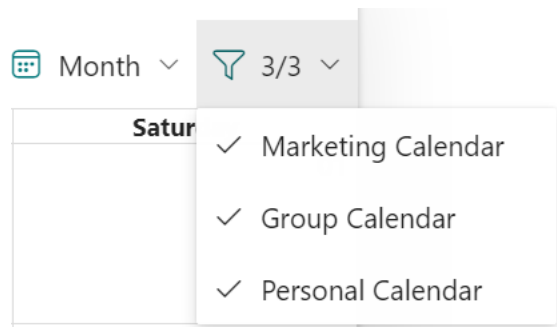 Month 3/3
Satur
Marketing Calendar
Group Calendar
Personal Calendar